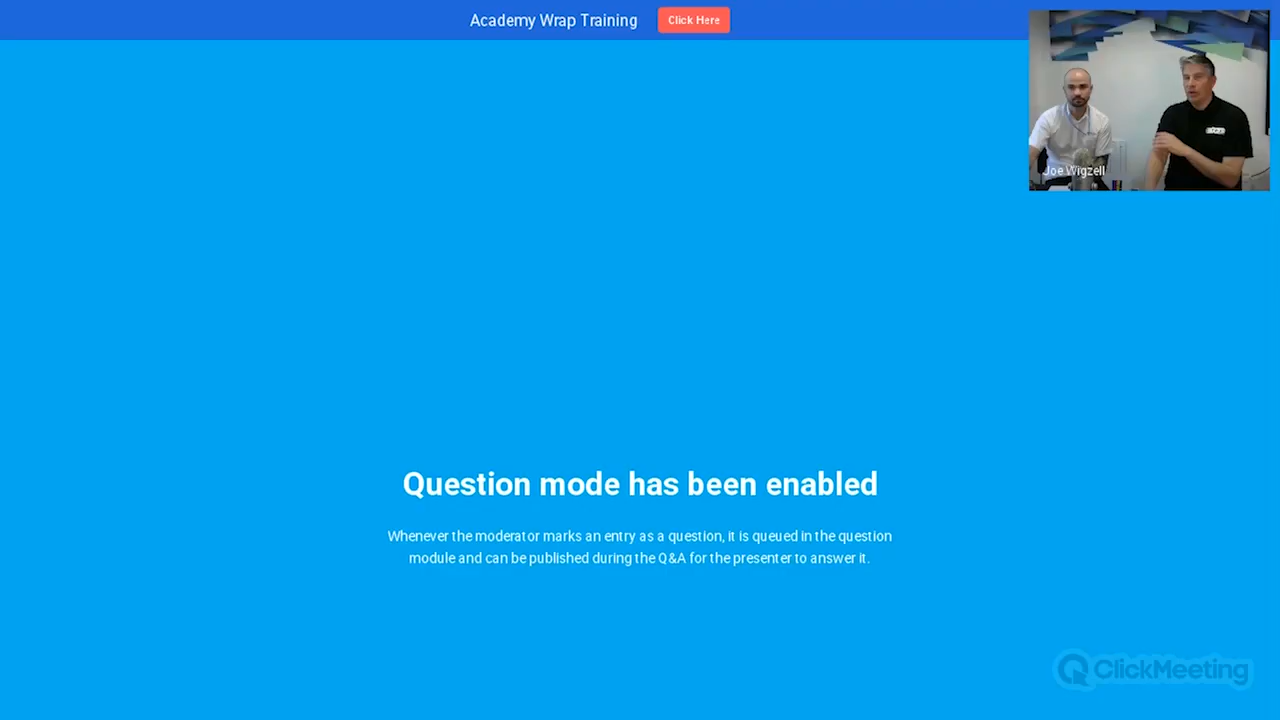 Academy Wrap Training
Click Here
Joe Wigzell
Question mode has been enabled
Whenever the moderator marks an entry as a question, it is queued in the question
module and can be published during the Q&A for the presenter to answer it.
ClickMeeting